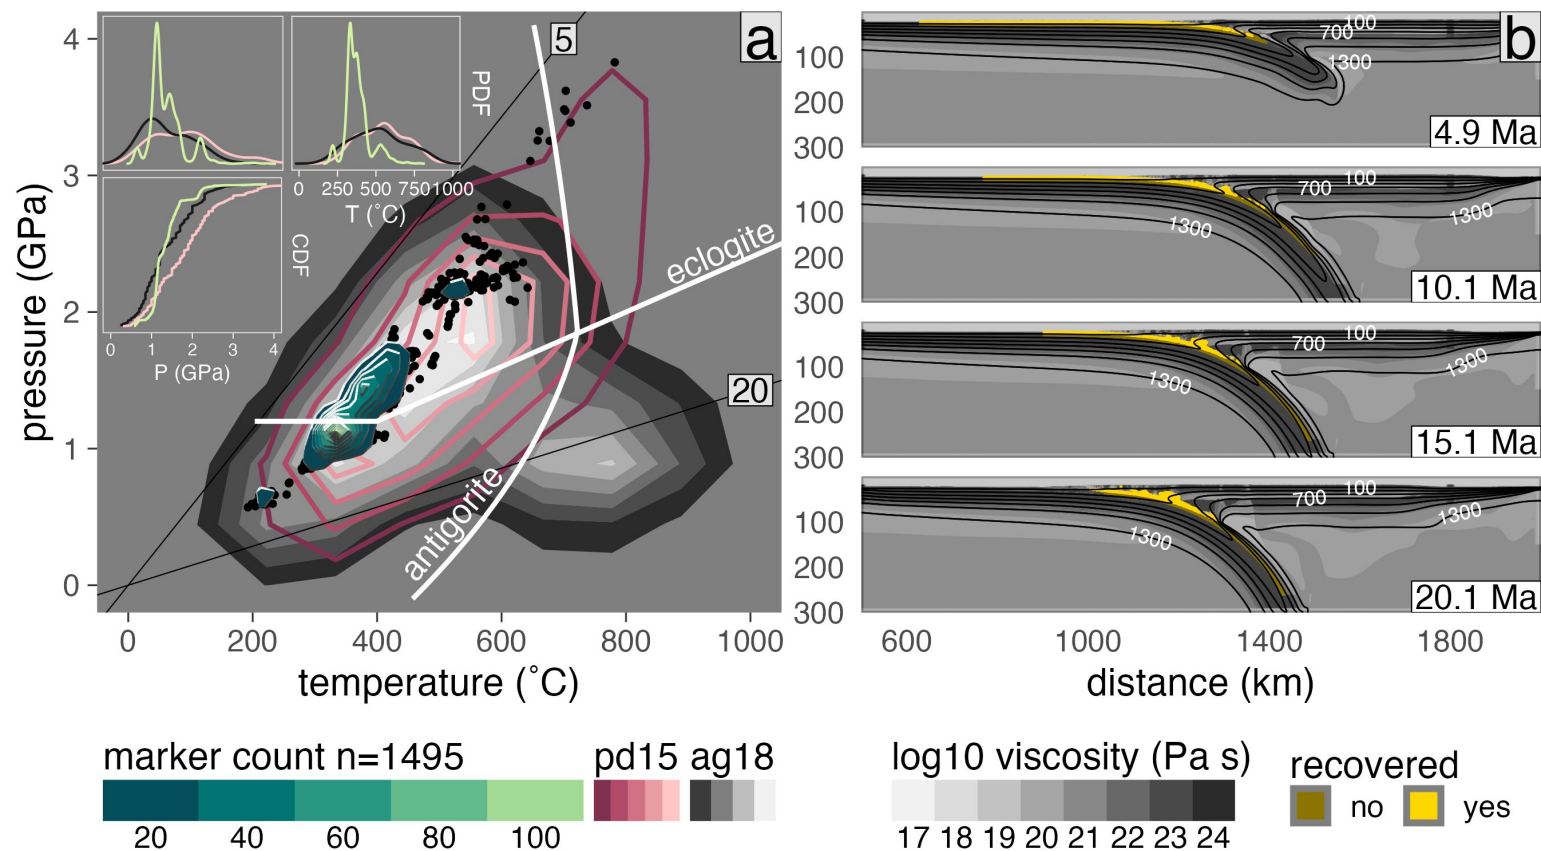 a
4
3
2
1
0
pressure (GPa)
0
200
400
600
800
1000
temperature (˚C)
5
20
eclogite
antigorite
PDF
0
250
500
750
1000
T (˚C)
CDF
0
1
2
3
4
P (GPa)
b
100
700
1300
100
200
300
4.9 Ma
100
700
1300
1300
100
200
300
10.1 Ma
100
700
1300
1300
100
200
300
15.1 Ma
100
700
1300
1300
100
200
300
20.1 Ma
600
1000
1400
1800
distance (km)
marker count n=1495
20
40
60
80
100
pd15
ag18
log10 viscosity (Pa s)
17 18 19 20 21 22 23 24
recovered
no
yes